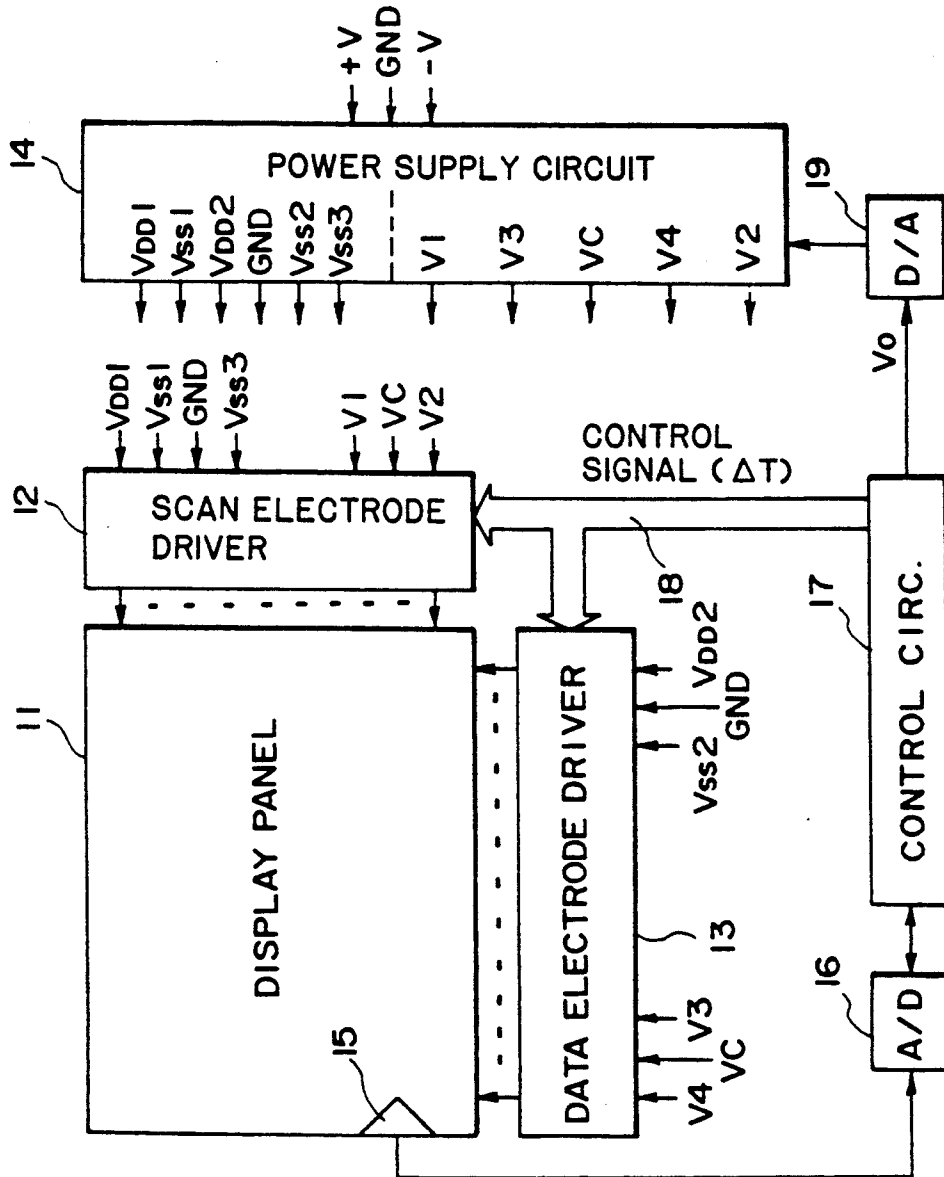 14
POWER SUPPLY CIRCUIT
+V
GND
-V
VDD1
VSS1
VDD2
GND
VSS2
VSS3
V1
V3
VC
V4
V2
19
D/A
Vo
12
SCAN ELECTRODE
DRIVER
VDD1
VSS1
GND
VSS3
V1
VC
V2
CONTROL
SIGNAL (ΔT)
18
11
DISPLAY PANEL
15
DATA ELECTRODE DRIVER
13
VDD2
GND
VSS2
V3
VC
V4
17
CONTROL CIRC.
16
A/D